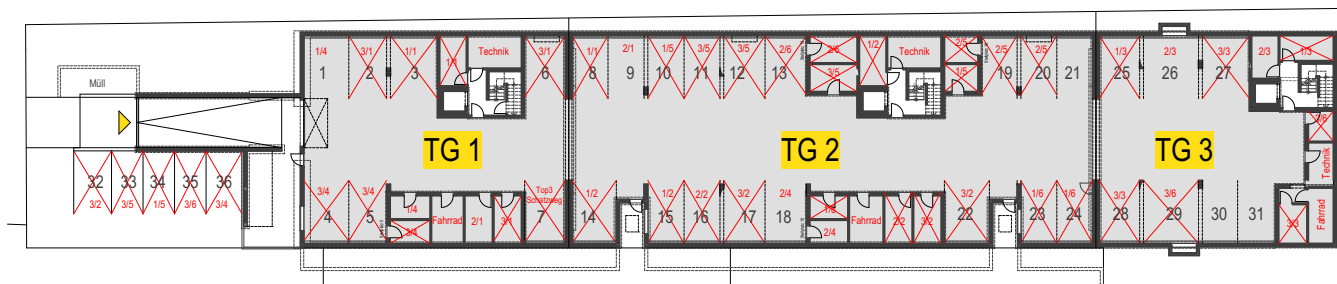 1/4 3/1 1/1 3/1 1/1 2/1 1/5 3/5 3/5 2/6 2/6 1/2 2/5 2/5 2/5 1/3 2/3 3/3 2/3 1/3
Technik Technik
1 2 3 1/1 6 8 9 10 11 12 13 3/5 1/5 19 20 21 25 26 27
Müll
3/6
TG 1 TG 2 TG 3
Technik
32 33 34 35 36
3/2 3/5 1/5 3/6 3/4
3/4 3/4 Top3 1/2 1/5 2/2 3/2 2/4 3/2 1/6 1/6 3/3 3/6
Schatzweg
1/4 1/6
Fahrrad 2/1 3/1 Fahrrad 2/2 3/2
4 5 3/4 7 14 15 16 17 18 2/4 22 23 24 28 29 30 31 3/3
Fahrrad